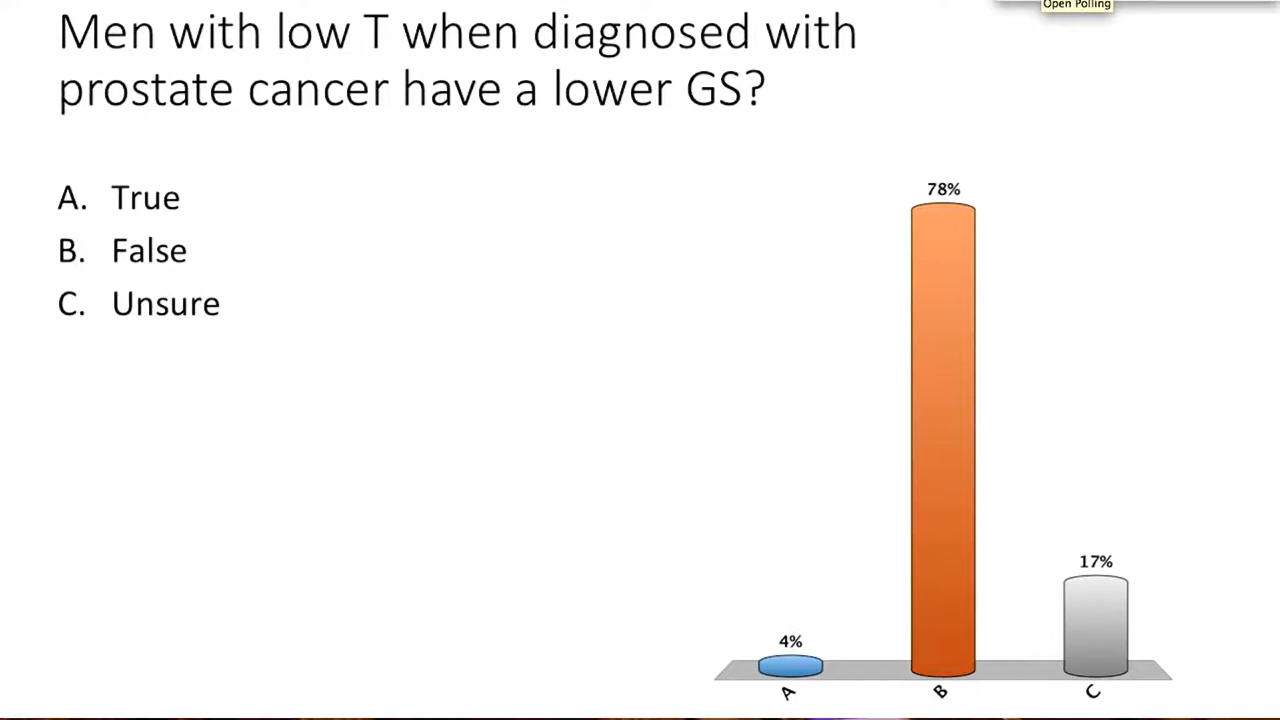 Open Polling
Men with low T when diagnosed with
prostate cancer have a lower GS?
A. True
B. False
C. Unsure
78%
17%
4%
A
B
C